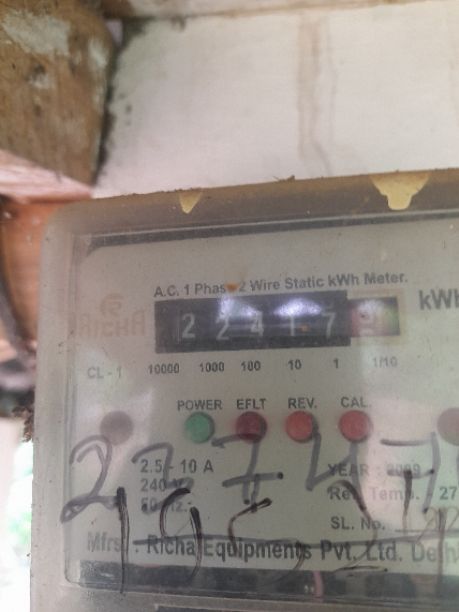 A.C. 1 Phase 2 Wire Static kWh Meter.
2 2 4 1 7
kWh
CL - 1
10000 1000 100 10 1 1/10
POWER EFLT REV. CAL.
2.5 - 10 A
240 V
50 Hz.
YEAR :
Ref. Temp. - 27
SL. No.
Mfrs. : Richa Equipments Pvt. Ltd. Delh